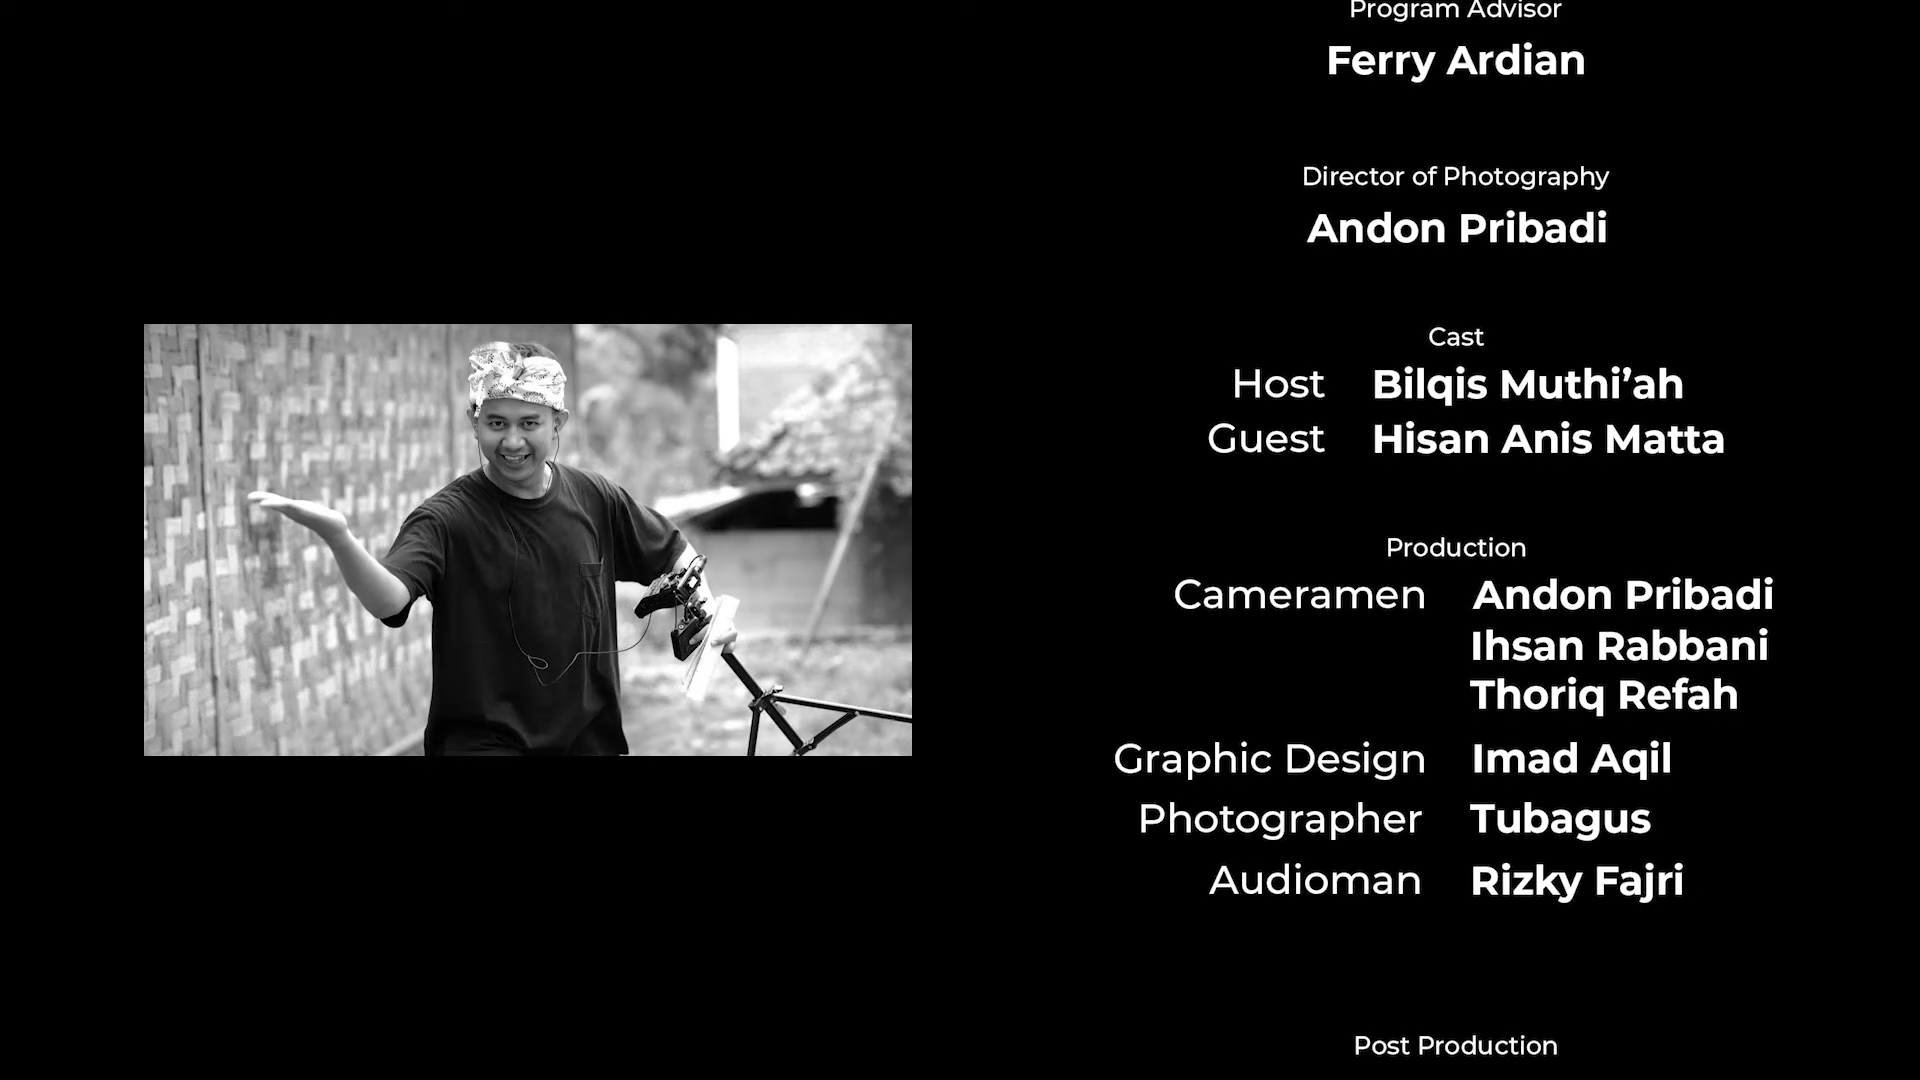 Program Advisor
Ferry Ardian
Director of Photography
Andon Pribadi
Cast
Host Bilqis Muthi’ah
Guest Hisan Anis Matta
Production
Cameramen Andon Pribadi
Ihsan Rabbani
Thoriq Refah
Graphic Design Imad Aqil
Photographer Tubagus
Audioman Rizky Fajri
Post Production